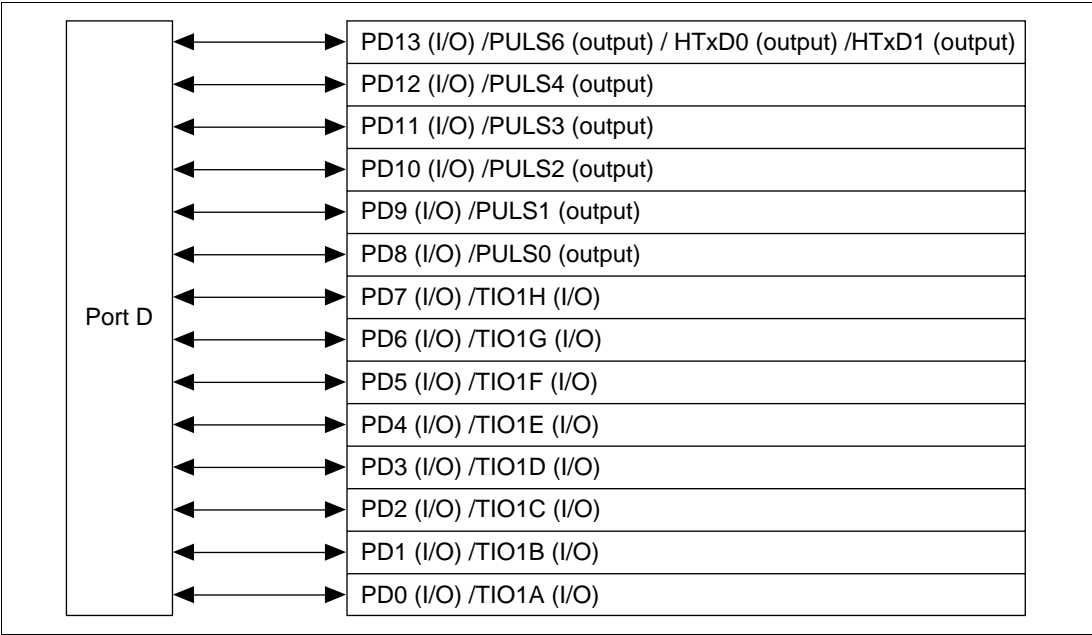 PD13 (I/O) /PULS6 (output) / HTxD0 (output) /HTxD1 (output)
PD12 (I/O) /PULS4 (output)
PD11 (I/O) /PULS3 (output)
PD10 (I/O) /PULS2 (output)
PD9 (I/O) /PULS1 (output)
PD8 (I/O) /PULS0 (output)
PD7 (I/O) /TIO1H (I/O)
Port D
PD6 (I/O) /TIO1G (I/O)
PD5 (I/O) /TIO1F (I/O)
PD4 (I/O) /TIO1E (I/O)
PD3 (I/O) /TIO1D (I/O)
PD2 (I/O) /TIO1C (I/O)
PD1 (I/O) /TIO1B (I/O)
PD0 (I/O) /TIO1A (I/O)